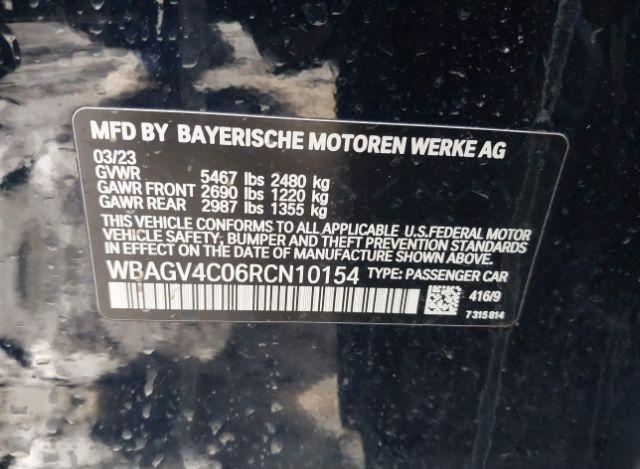 MFD BY BAYERISCHE MOTOREN WERKE AG
03/23
GVWR 5467 lbs 2480 kg
GAWR FRONT 2690 lbs 1220 kg
GAWR REAR 2987 lbs 1355 kg
THIS VEHICLE CONFORMS TO ALL APPLICABLE U.S.FEDERAL MOTOR
VEHICLE SAFETY, BUMPER AND THEFT PREVENTION STANDARDS
IN EFFECT ON THE DATE OF MANUFACTURE SHOWN ABOVE.
WBAGV4C06RCN10154 TYPE: PASSENGER CAR
416/9
7 315 814